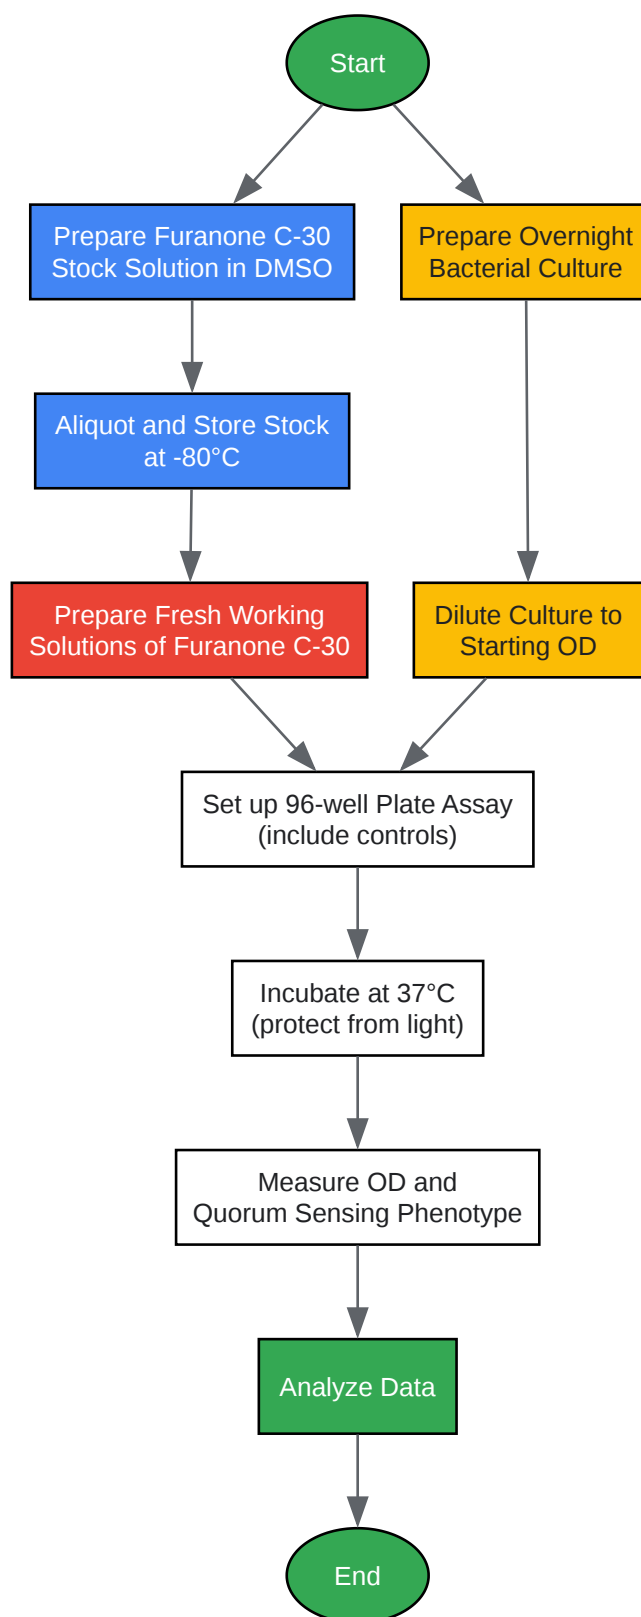 Start
Prepare Furanone C-30
Stock Solution in DMSO
Prepare Overnight
Bacterial Culture
Aliquot and Store Stock
at -80°C
Prepare Fresh Working
Solutions of Furanone C-30
Dilute Culture to
Starting OD
Set up 96-well Plate Assay
(include controls)
Incubate at 37°C
(protect from light)
Measure OD and
Quorum Sensing Phenotype
Analyze Data
End